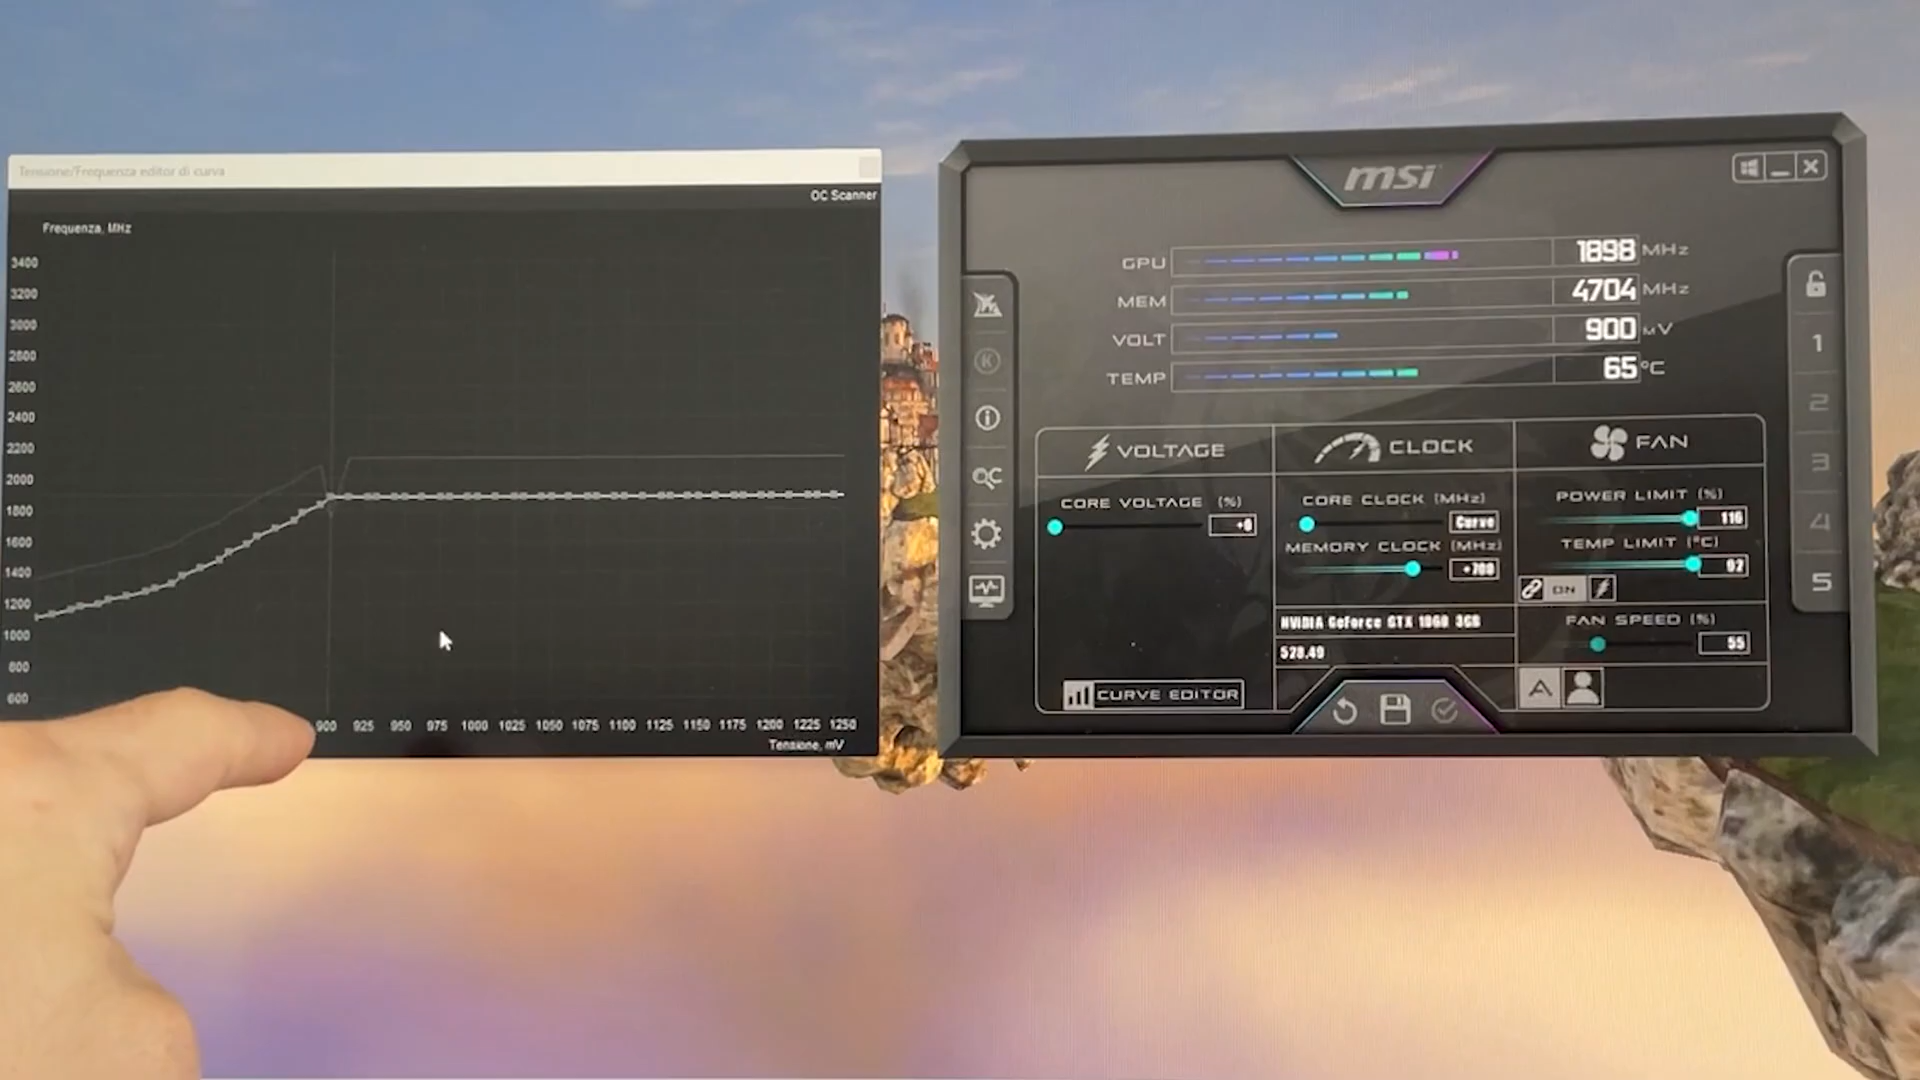 Tensione/Frequenza editor di curva
OC Scanner
Frequenza, MHz
3400
3200
3000
2800
2600
2400
2200
2000
1800
1600
1400
1200
1000
800
600
900 925 950 975 1000 1025 1050 1075 1100 1125 1150 1175 1200 1225 1250
Tensione, mV
msi
GPU 1898 MHz
MEM 4704 MHz
VOLT 900 mV
TEMP 65 °C
K
i
OC
1
2
3
4
5
VOLTAGE
CORE VOLTAGE (%)
+0
CURVE EDITOR
CLOCK
CORE CLOCK (MHz)
Curve
MEMORY CLOCK (MHz)
+700
NVIDIA GeForce GTX 1060 3GB
528.49
FAN
POWER LIMIT (%)
116
TEMP LIMIT (°C)
92
ON
FAN SPEED (%)
55
A